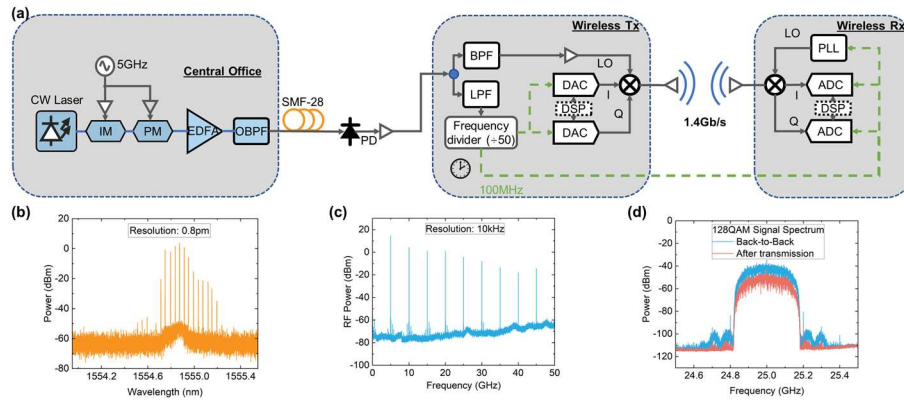 (a)
Wireless Tx
Wireless Rx
Central Office
5GHz
CW Laser
IM
PM
EDFA
OBPF
SMF-28
PD
BPF
LPF
Frequency
divider (÷50)
100MHz
DAC
DSP
DAC
LO
I
Q
1.4Gb/s
LO
PLL
I
ADC
DSP
Q
ADC
(b)
Resolution: 0.8pm
Power (dBm)
20
0
-20
-40
-60
-80
1554.2 1554.6 1555.0 1555.4
Wavelength (nm)
(c)
Resolution: 10kHz
RF Power (dBm)
40
20
0
-20
-40
-60
-80
-100
0 10 20 30 40 50
Frequency (GHz)
(d)
128QAM Signal Spectrum
Back-to-Back
After transmission
Power (dBm)
0
-20
-40
-60
-80
-100
-120
24.6 24.8 25.0 25.2 25.4
Frequency (GHz)